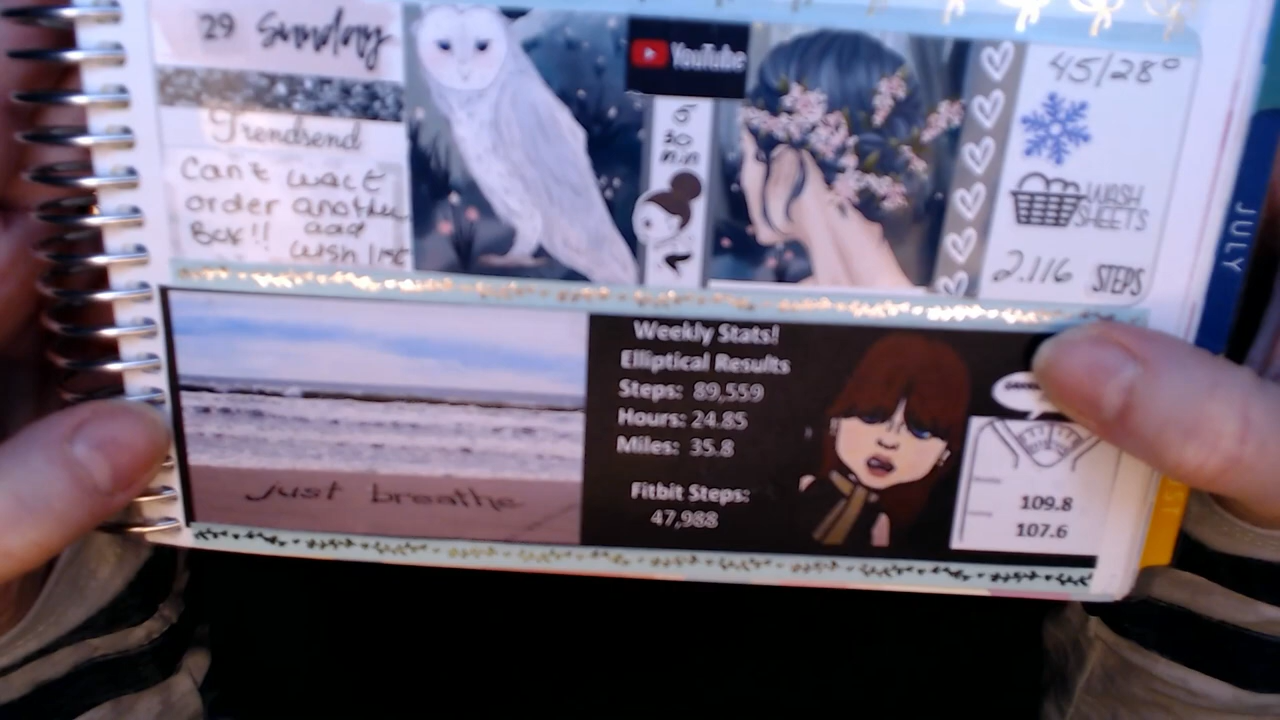 29 Sunday
Trendsend
Can't wait
order another
Box!! add
wish list
YouTube
5
30
min
45/28°
WASH
SHEETS
2,116 STEPS
JULY
just breathe
Weekly Stats!
Elliptical Results
Steps: 89,559
Hours: 24.85
Miles: 35.8
Fitbit Steps:
47,988
109.8
107.6